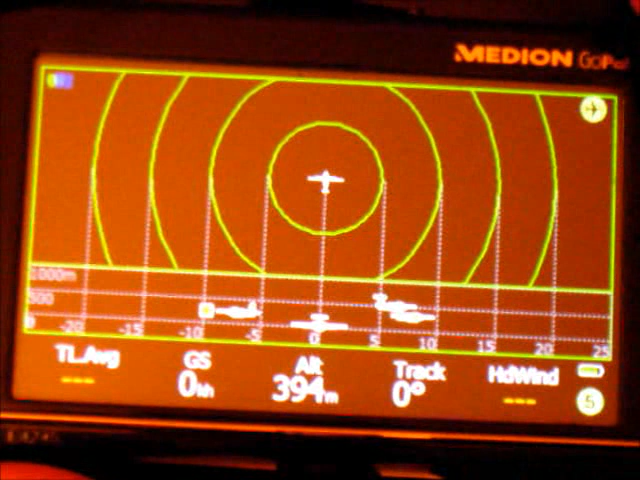 MEDION GoPal
1000m
500
0 -20 -15 -10 -5 0 5 10 15 20 25
TL.Avg GS Alt Track HdWind
--- 0 394m 0° ---
5